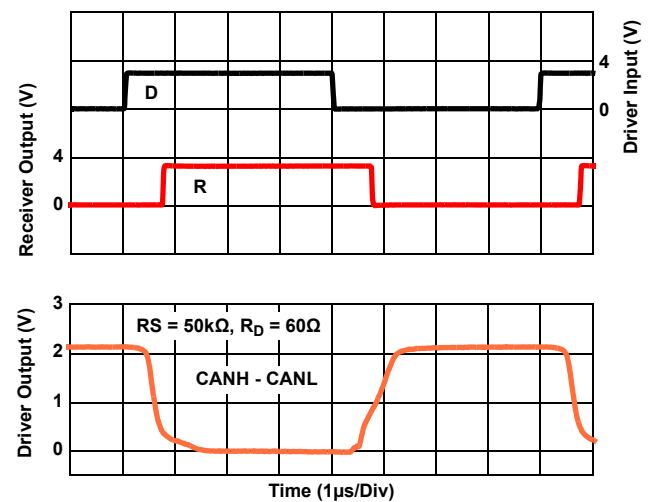 Receiver Output (V)
4
0
D
R
4
0
Driver Input (V)
Driver Output (V)
3
2
1
0
RS = 50kΩ, RD = 60Ω
CANH - CANL
Time (1µs/Div)